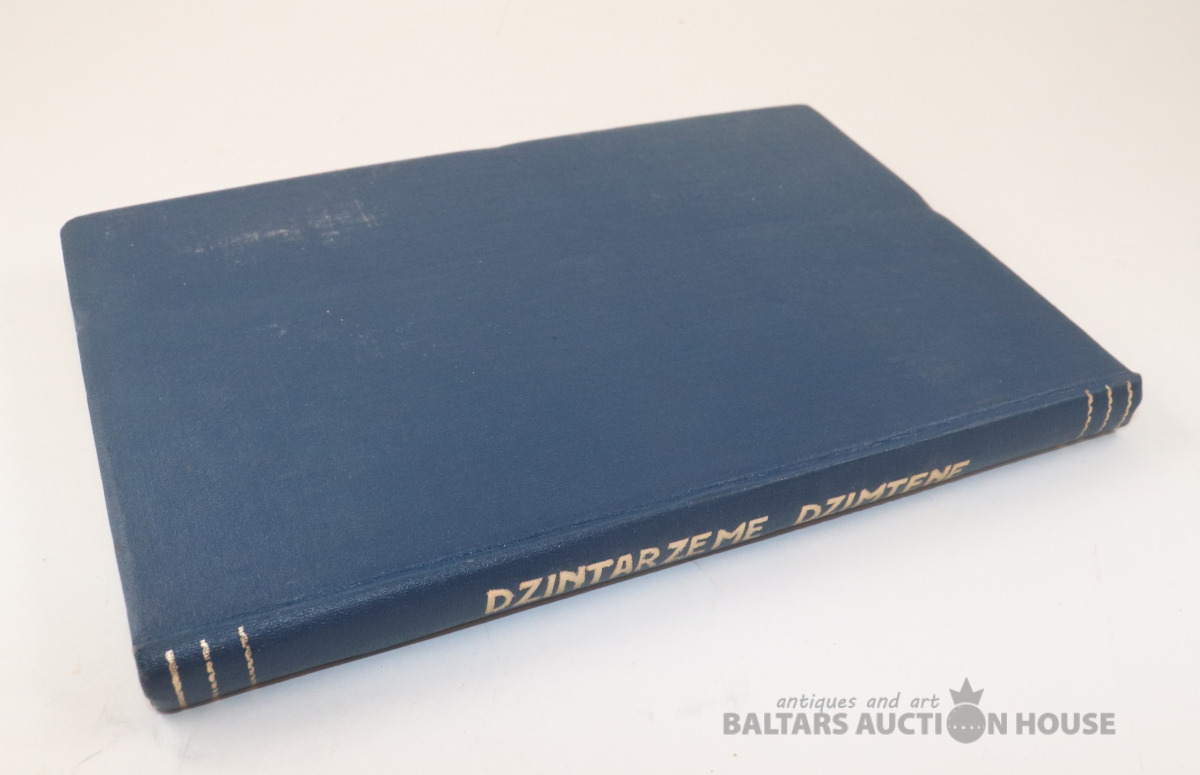 DZINTARZEME DZIMTENE
antiques and art
BALTARS AUCTION HOUSE